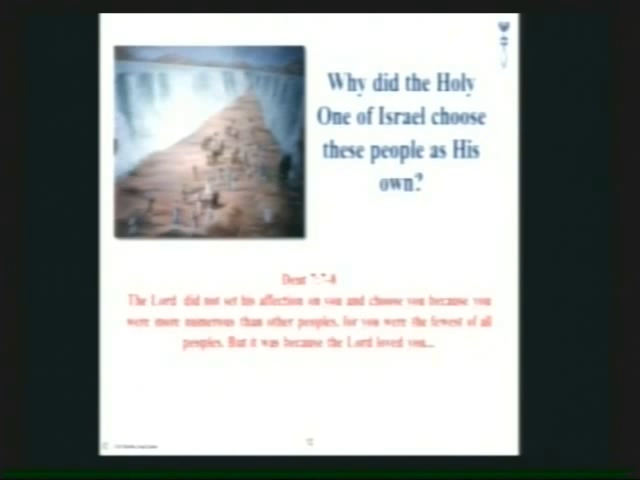 Why did the Holy
One of Israel choose
these people as His
own?
Deut 7:7-8
The Lord did not set his affection on you and choose you because you
were more numerous than other peoples, for you were the fewest of all
peoples. But it was because the Lord loved you...